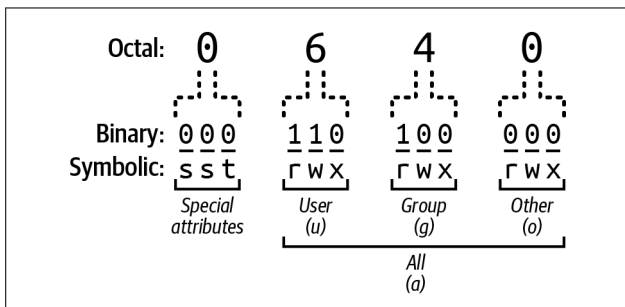 Octal: 0 6 4 0
Binary: 000 110 100 000
Symbolic: sst rwx rwx rwx
Special attributes User (u) Group (g) Other (o)
All
(a)